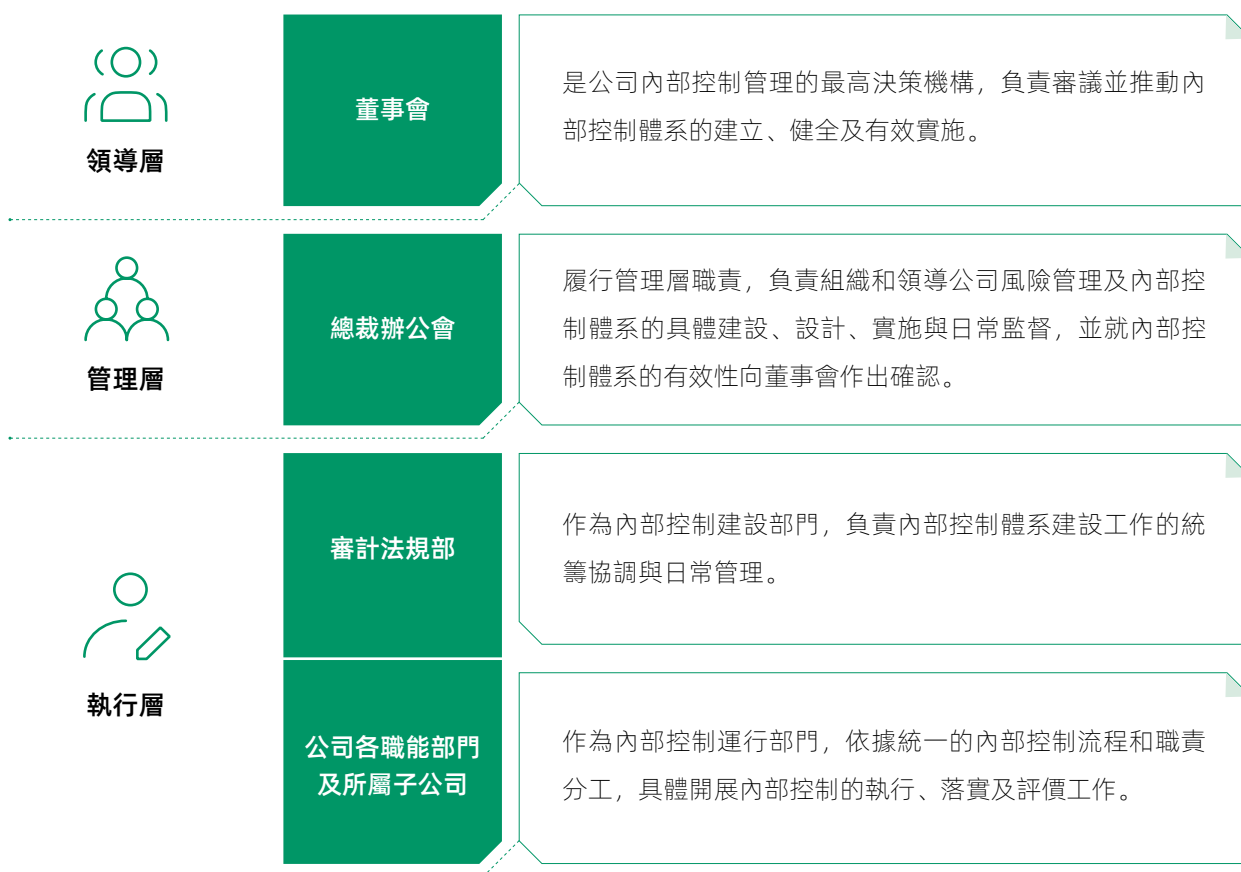 領導層
董事會
是公司內部控制管理的最高決策機構，負責審議並推動內
部控制體系的建立、健全及有效實施。
管理層
總裁辦公會
履行管理層職責，負責組織和領導公司風險管理及內部控
制體系的具體建設、設計、實施與日常監督，並就內部控
制體系的有效性向董事會作出確認。
執行層
審計法規部
作為內部控制建設部門，負責內部控制體系建設工作的統
籌協調與日常管理。
公司各職能部門
及所屬子公司
作為內部控制運行部門，依據統一的內部控制流程和職責
分工，具體開展內部控制的執行、落實及評價工作。